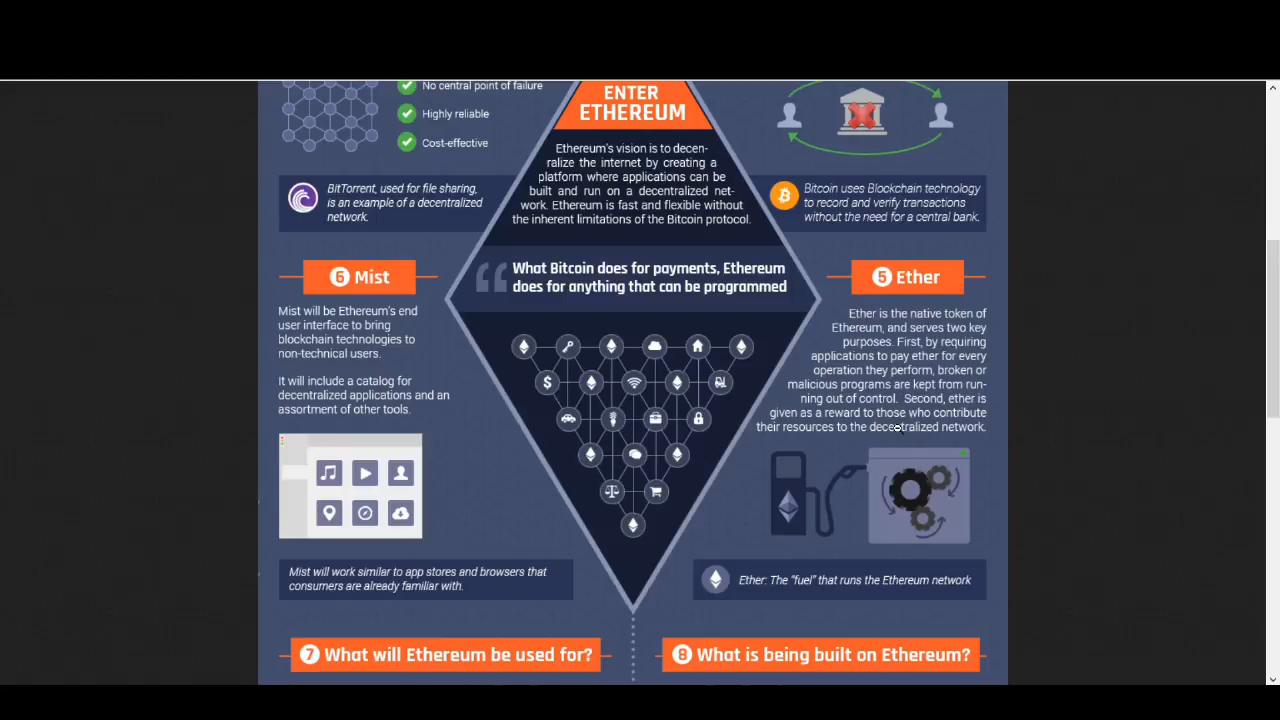 No central point of failure
Highly reliable
Cost-effective
BitTorrent, used for file sharing,
is an example of a decentralized
network.
ENTER
ETHEREUM
Ethereum's vision is to decen-
ralize the internet by creating a
platform where applications can be
built and run on a decentralized net-
work. Ethereum is fast and flexible without
the inherent limitations of the Bitcoin protocol.
Bitcoin uses Blockchain technology
to record and verify transactions
without the need for a central bank.
What Bitcoin does for payments, Ethereum
does for anything that can be programmed
5 Ether
Ether is the native token of
Ethereum, and serves two key
purposes. First, by requiring
applications to pay ether for every
operation they perform, broken or
malicious programs are kept from run-
ning out of control. Second, ether is
given as a reward to those who contribute
their resources to the decentralized network.
Ether: The "fuel" that runs the Ethereum network
6 Mist
Mist will be Ethereum's end
user interface to bring
blockchain technologies to
non-technical users.
It will include a catalog for
decentralized applications and an
assortment of other tools.
Mist will work similar to app stores and browsers that
consumers are already familiar with.
7 What will Ethereum be used for?
8 What is being built on Ethereum?